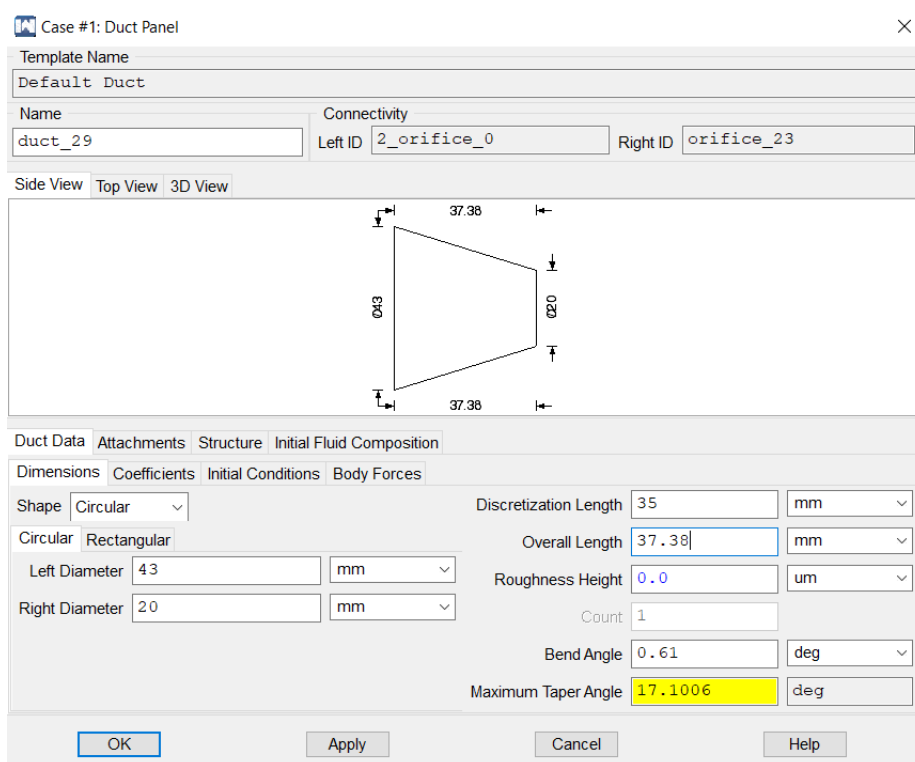 Case #1: Duct Panel
Template Name
Default Duct
Name
Connectivity
duct_29
Left ID 2_orifice_0 Right ID orifice_23
Side View Top View 3D View
37.38
Ø43
Ø20
37.38
Duct Data Attachments Structure Initial Fluid Composition
Dimensions Coefficients Initial Conditions Body Forces
Shape Circular
Circular Rectangular
Left Diameter 43 mm
Right Diameter 20 mm
Discretization Length 35 mm
Overall Length 37.38 mm
Roughness Height 0.0 um
Count 1
Bend Angle 0.61 deg
Maximum Taper Angle 17.1006 deg
OK Apply Cancel Help